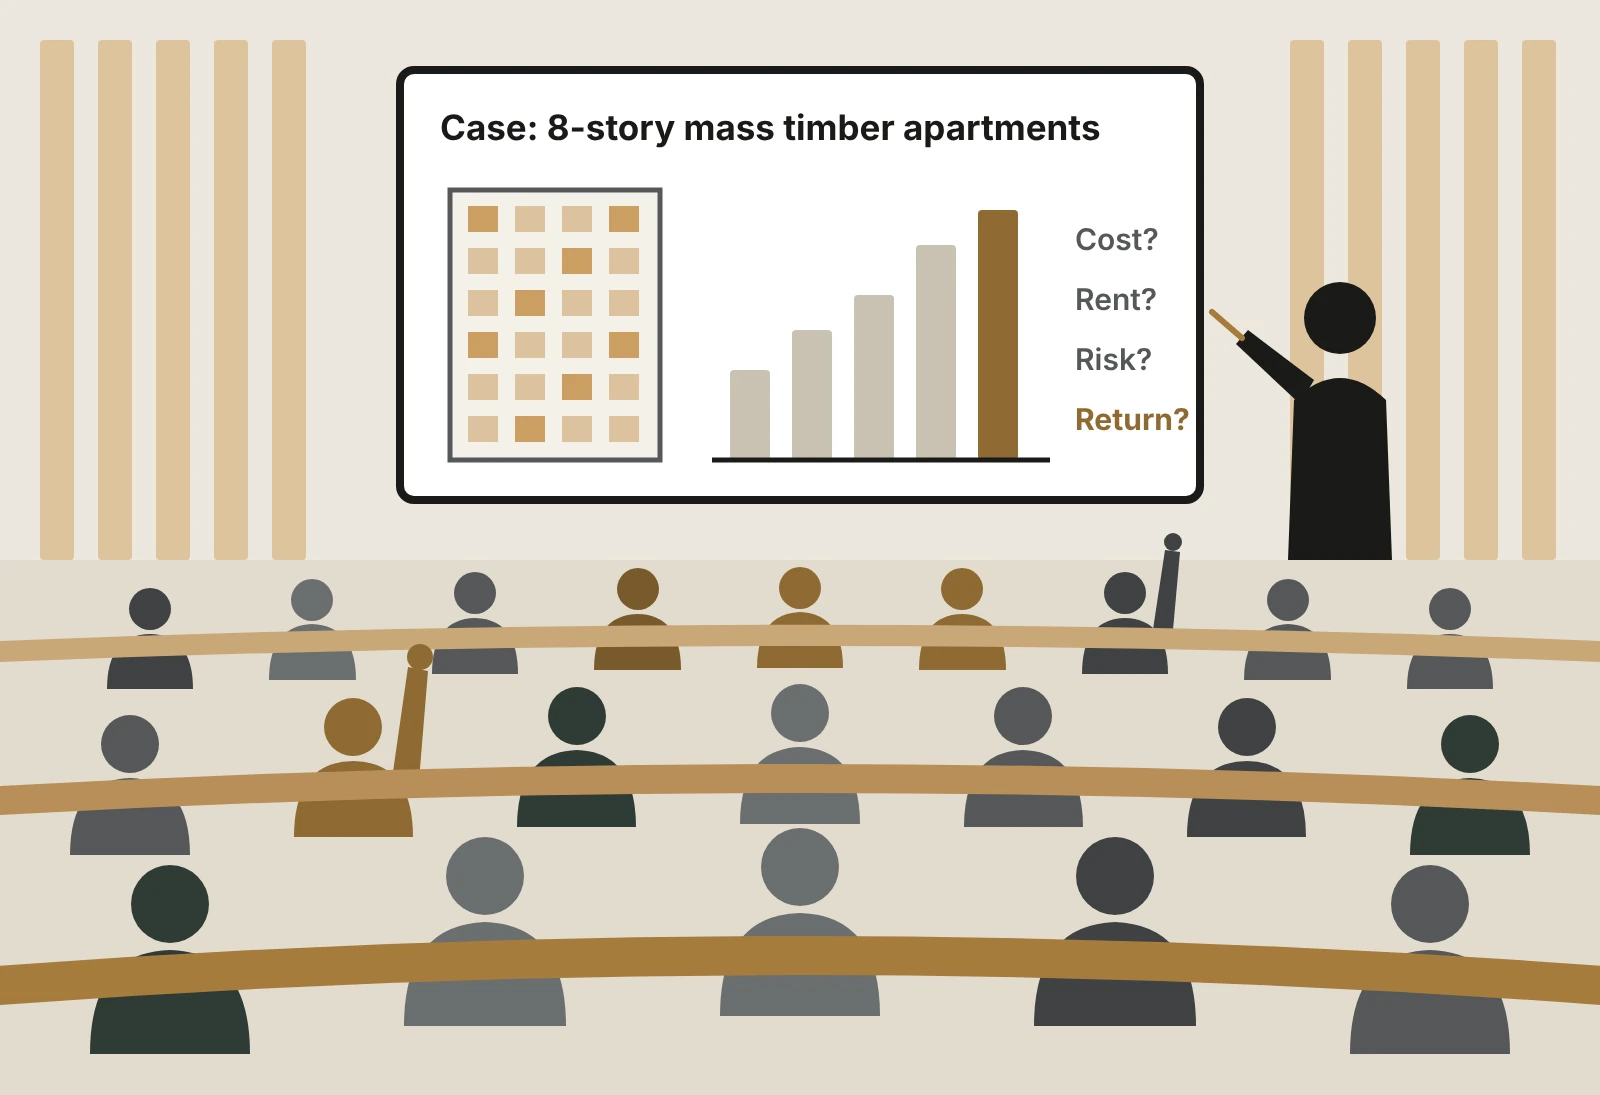 Case: 8-story mass timber apartments
Cost?
Rent?
Risk?
Return?